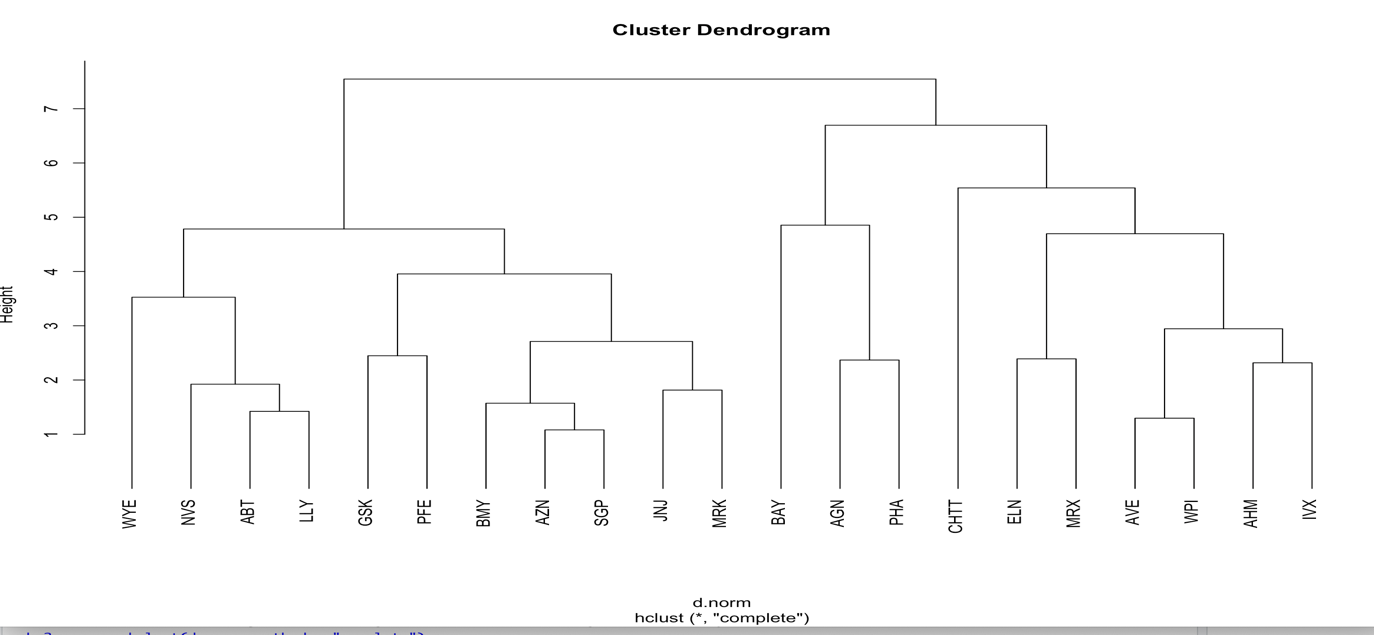 Cluster Dendrogram
7
6
5
4
3
2
1
Height
WYE
NVS
ABT
LLY
GSK
PFE
BMY
AZN
SGP
JNJ
MRK
BAY
AGN
PHA
CHTT
ELN
MRX
AVE
WPI
AHM
IVX
d.norm
hclust (*, "complete")